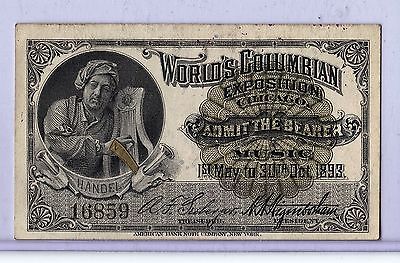 WORLD'S COLUMBIAN
EXPOSITION
CHICAGO
ADMIT THE BEARER
MUSIC
1st May to 30th Oct. 1893.
HANDEL
16859
TREASURER.
PRESIDENT.
AMERICAN BANK NOTE COMPANY, NEW YORK.